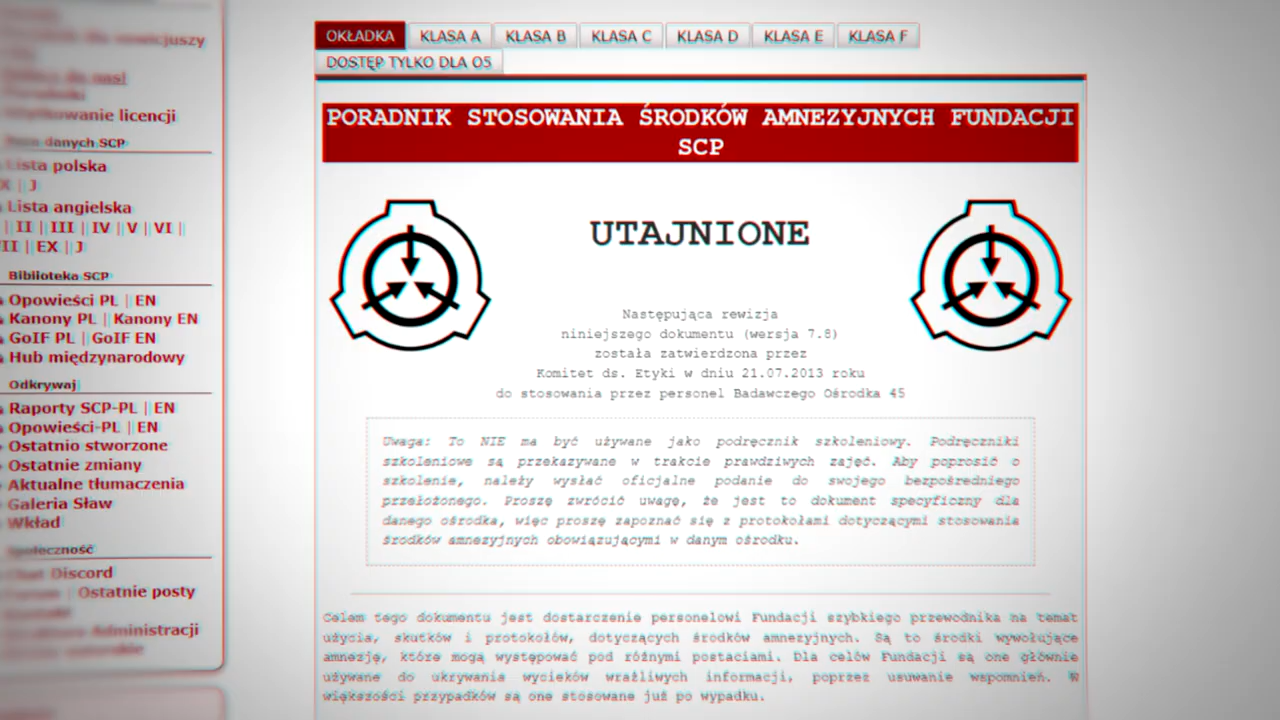 nowicjuszy
do nas!
licencji
danych SCP
Lista polska
X | J
Lista angielska
| II | III | IV | V | VI |
VII | EX | J
Biblioteka SCP
Opowieści PL | EN
Kanony PL | Kanony EN
GoIF PL | GoIF EN
Hub międzynarodowy
Odkrywaj
Raporty SCP-PL | EN
Opowieści-PL | EN
Ostatnio stworzone
Ostatnie zmiany
Aktualne tłumaczenia
Galeria Sław
Wkład
Społeczność
Chat Discord
| Ostatnie posty
Administracji
OKŁADKA KLASA A KLASA B KLASA C KLASA D KLASA E KLASA F
DOSTĘP TYLKO DLA O5
PORADNIK STOSOWANIA ŚRODKÓW AMNEZYJNYCH FUNDACJI
SCP
UTAJNIONE
Następująca rewizja
niniejszego dokumentu (wersja 7.8)
została zatwierdzona przez
Komitet ds. Etyki w dniu 21.07.2013 roku
do stosowania przez personel Badawczego Ośrodka 45
Uwaga: To NIE ma być używane jako podręcznik szkoleniowy. Podręczniki
szkoleniowe są przekazywane w trakcie prawdziwych zajęć. Aby poprosić o
szkolenie, należy wysłać oficjalne podanie do swojego bezpośredniego
przełożonego. Proszę zwrócić uwagę, że jest to dokument specyficzny dla
danego ośrodka, więc proszę zapoznać się z protokołami dotyczącymi stosowania
środków amnezyjnych obowiązującymi w danym ośrodku.
Celem tego dokumentu jest dostarczenie personelowi Fundacji szybkiego przewodnika na temat
użycia, skutków i protokołów, dotyczących środków amnezyjnych. Są to środki wywołujące
amnezję, które mogą występować pod różnymi postaciami. Dla celów Fundacji są one głównie
używane do ukrywania wycieków wrażliwych informacji, poprzez usuwanie wspomnień. W
większości przypadków są one stosowane już po wypadku.